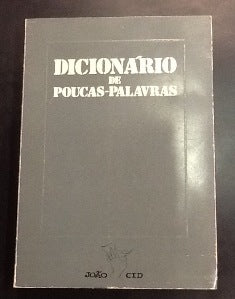 DICIONÁRIO
DE
POUCAS-PALAVRAS
JOÃO CID